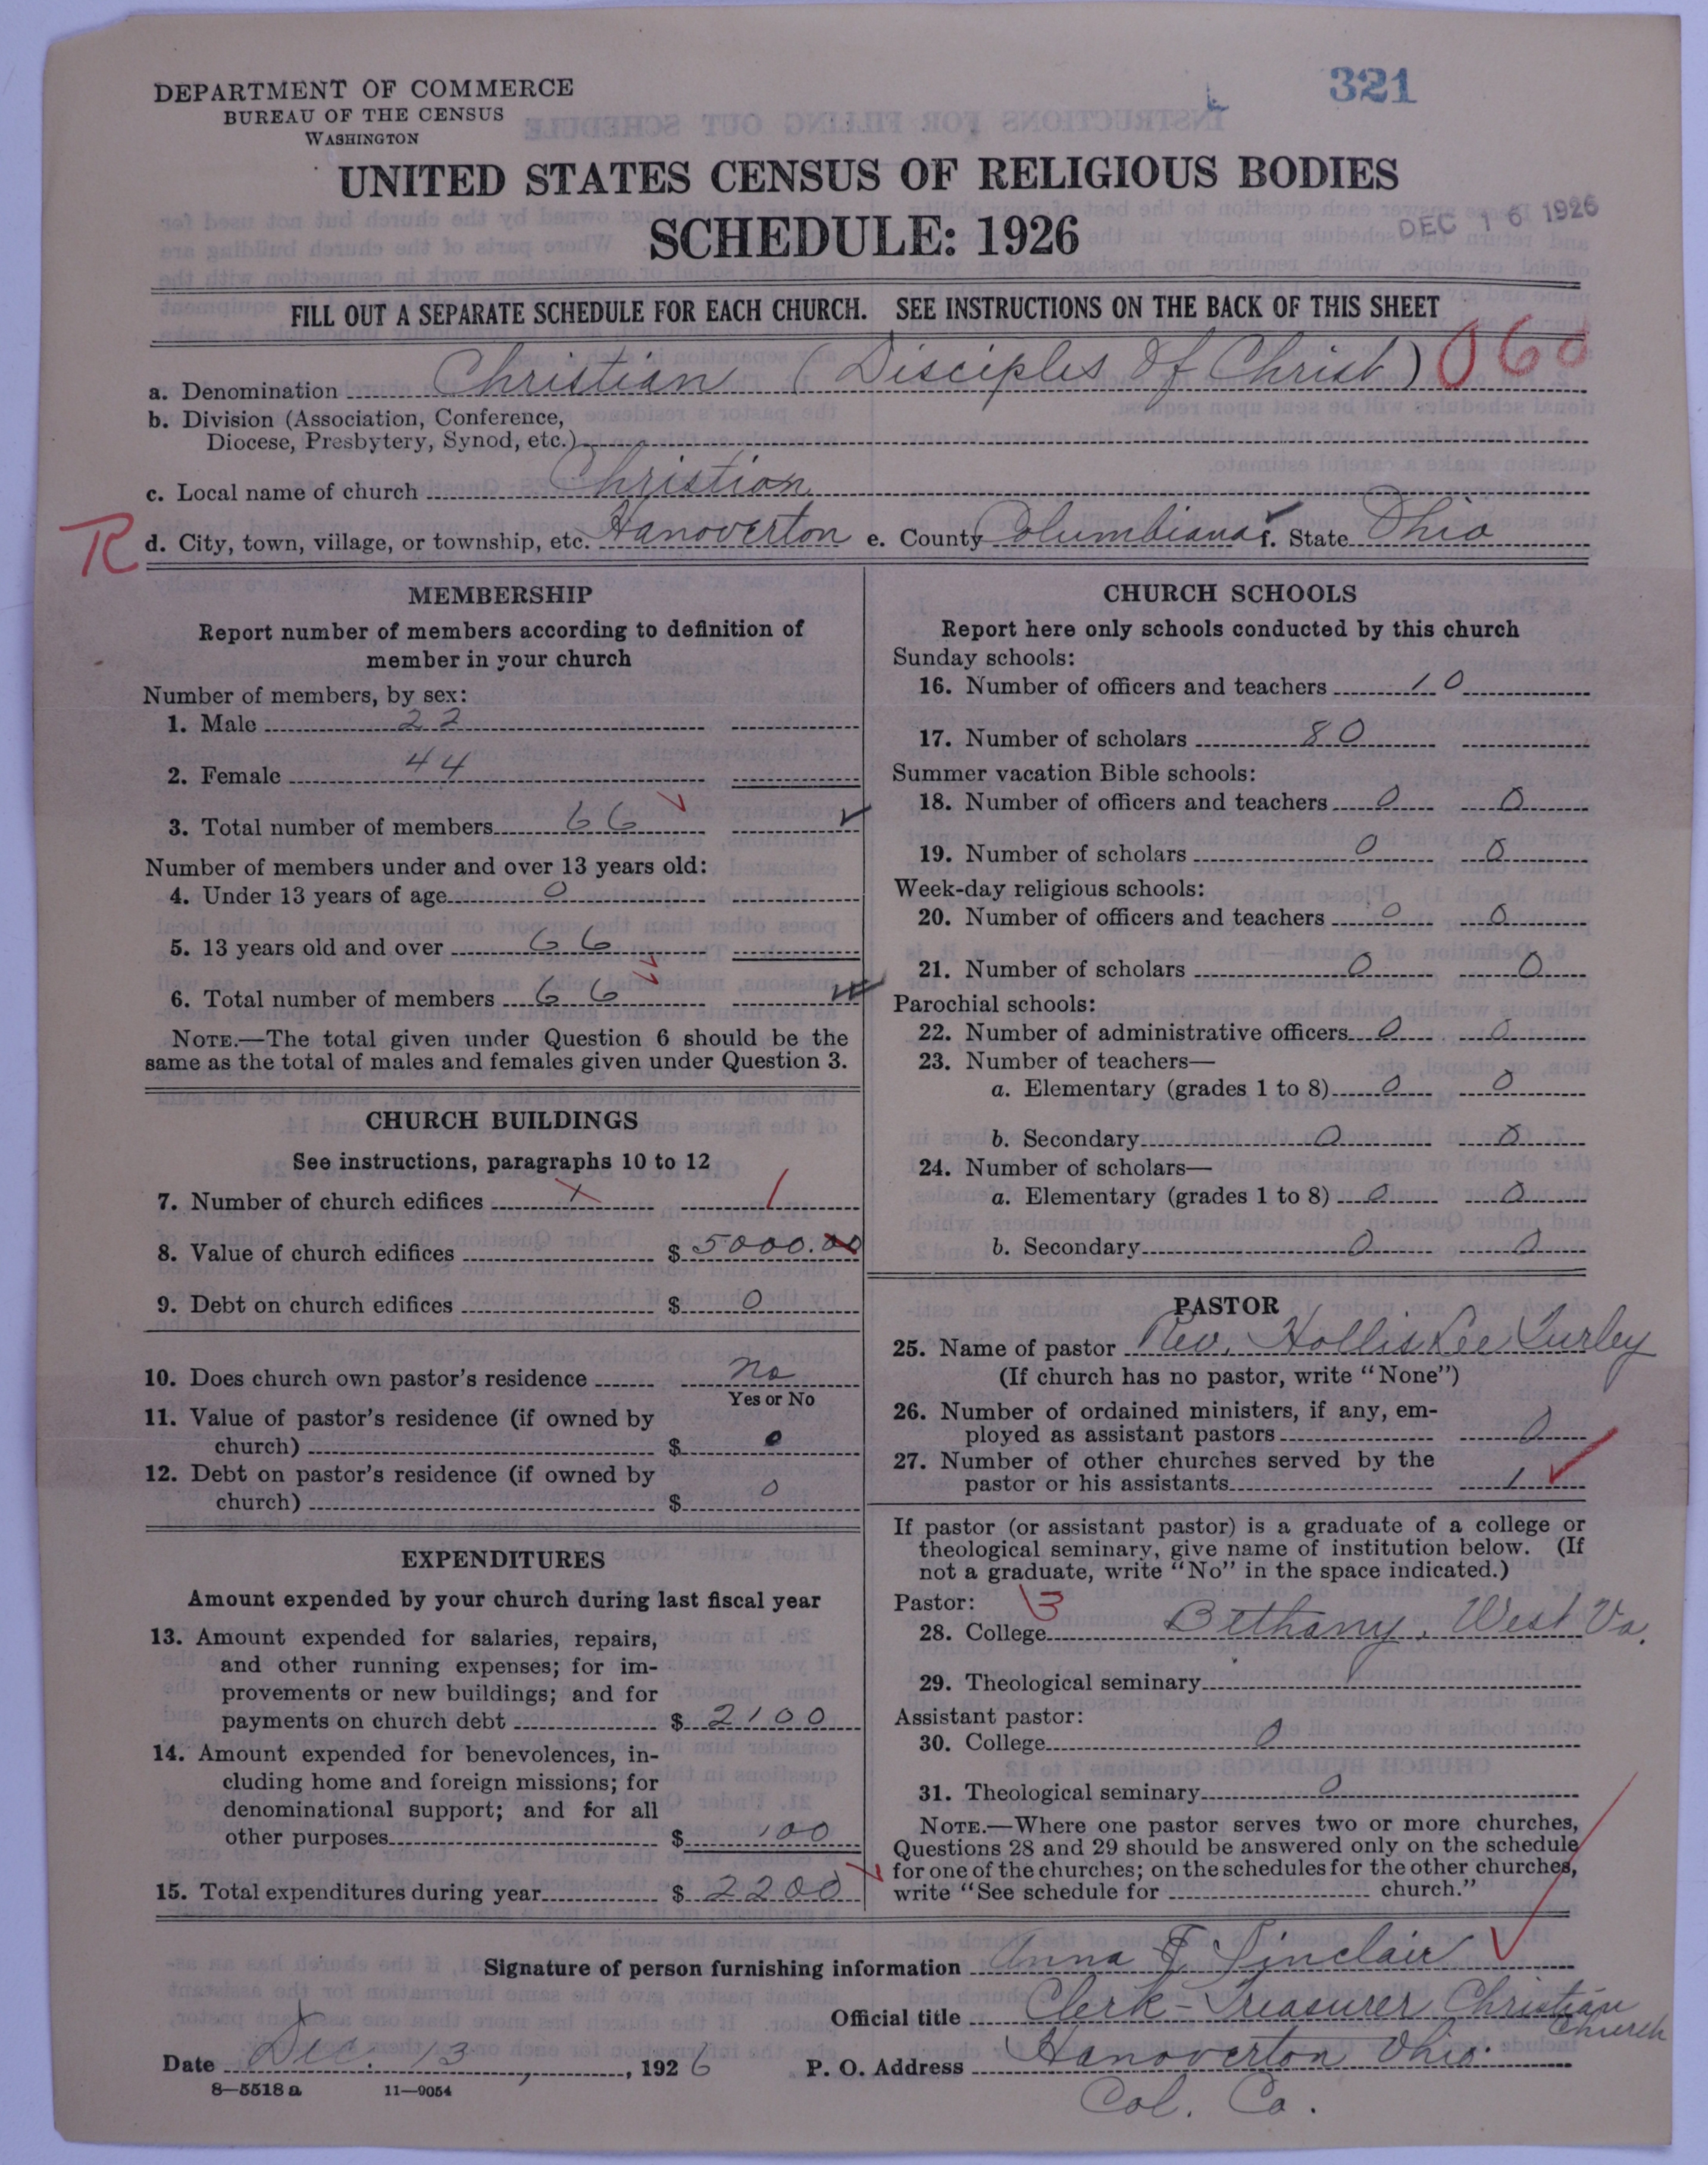 DEPARTMENT OF COMMERCE
BUREAU OF THE CENSUS
WASHINGTON
321
UNITED STATES CENSUS OF RELIGIOUS BODIES
SCHEDULE: 1926
DEC 16 1926
FILL OUT A SEPARATE SCHEDULE FOR EACH CHURCH. SEE INSTRUCTIONS ON THE BACK OF THIS SHEET
a. Denomination Christian (Disciples Of Christ) 060
b. Division (Association, Conference,
Diocese, Presbytery, Synod, etc.)
c. Local name of church Christian
R
d. City, town, village, or township, etc. Hanoverton e. County Columbiana f. State Ohio
MEMBERSHIP
Report number of members according to definition of
member in your church
Number of members, by sex:
1. Male 22
2. Female 44
3. Total number of members 66
Number of members under and over 13 years old:
4. Under 13 years of age 0
5. 13 years old and over 66
6. Total number of members 66
NOTE.—The total given under Question 6 should be the
same as the total of males and females given under Question 3.
CHURCH BUILDINGS
See instructions, paragraphs 10 to 12
7. Number of church edifices x 1
8. Value of church edifices $ 5000.00
9. Debt on church edifices $ 0
10. Does church own pastor's residence no
Yes or No
11. Value of pastor's residence (if owned by
church) $ 0
12. Debt on pastor's residence (if owned by
church) $ 0
EXPENDITURES
Amount expended by your church during last fiscal year
13. Amount expended for salaries, repairs,
and other running expenses; for im-
provements or new buildings; and for
payments on church debt $ 2100
14. Amount expended for benevolences, in-
cluding home and foreign missions; for
denominational support; and for all
other purposes $ 100
15. Total expenditures during year $ 2200
CHURCH SCHOOLS
Report here only schools conducted by this church
Sunday schools:
16. Number of officers and teachers 10
17. Number of scholars 80
Summer vacation Bible schools:
18. Number of officers and teachers 0 0
19. Number of scholars 0 0
Week-day religious schools:
20. Number of officers and teachers 0 0
21. Number of scholars 0 0
Parochial schools:
22. Number of administrative officers 0 0
23. Number of teachers—
a. Elementary (grades 1 to 8) 0 0
b. Secondary 0 0
24. Number of scholars—
a. Elementary (grades 1 to 8) 0 0
b. Secondary 0 0
PASTOR
25. Name of pastor Rev. Hollis Lee Turley
(If church has no pastor, write "None")
26. Number of ordained ministers, if any, em-
ployed as assistant pastors 0
27. Number of other churches served by the
pastor or his assistants 1
If pastor (or assistant pastor) is a graduate of a college or
theological seminary, give name of institution below. (If
not a graduate, write "No" in the space indicated.)
Pastor:
28. College Bethany, West Va.
29. Theological seminary
Assistant pastor:
30. College 0
31. Theological seminary 0
NOTE.—Where one pastor serves two or more churches,
Questions 28 and 29 should be answered only on the schedule
for one of the churches; on the schedules for the other churches,
write "See schedule for church."
Signature of person furnishing information Anna J Sinclair
Official title Clerk-Treasurer Christian
Church
Date Dec. 13, 1926 P. O. Address Hanoverton Ohio.
8—5518 a 11—9054
Col. Co.